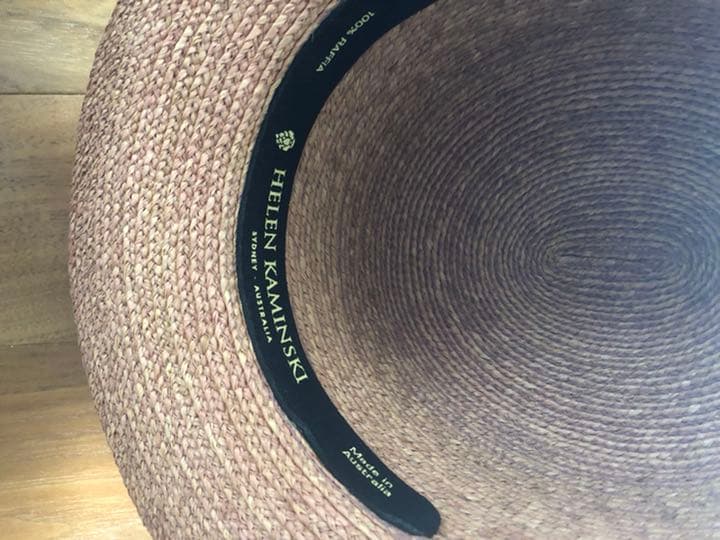 100% RAFFIA
HELEN KAMINSKI
SYDNEY · AUSTRALIA
Made in
Australia